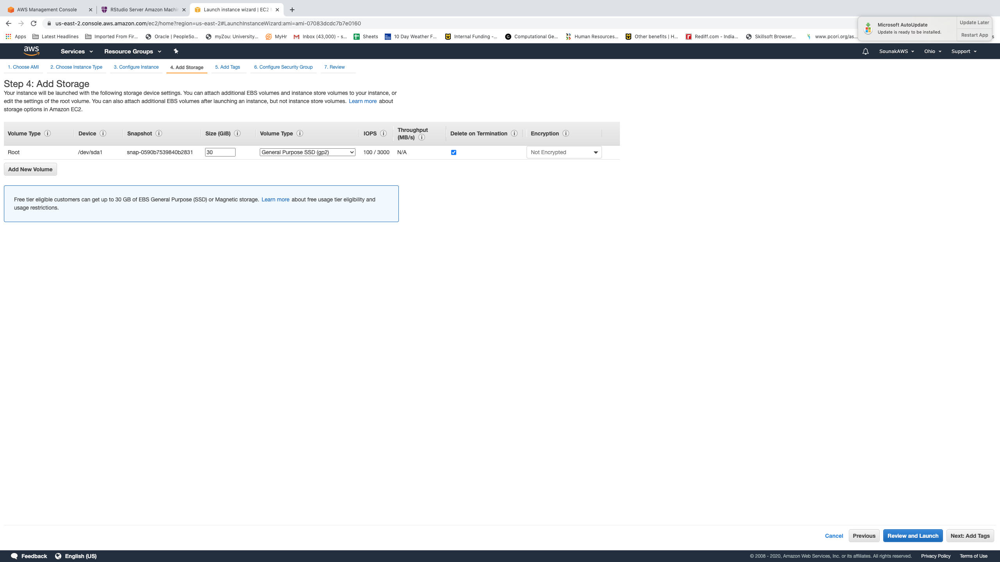 AWS Management Console
RStudio Server Amazon Machi
Launch instance wizard | EC2
us-east-2.console.aws.amazon.com/ec2/home?region=us-east-2#LaunchInstanceWizard:ami=ami-07083dcdc7b7e0160
Microsoft AutoUpdate
Update is ready to be installed.
Update Later
Restart App
Apps Latest Headlines Imported From Fir... Oracle | PeopleSo... myZou: University... MyHr Inbox (43,000) - s... Sheets 10 Day Weather F... Internal Funding -... Computational Ge... Human Resources... Other benefits | H... Rediff.com - India... Skillsoft Browser... www.pcori.org/as...
aws Services Resource Groups SounakAWS Ohio Support
1. Choose AMI 2. Choose Instance Type 3. Configure Instance 4. Add Storage 5. Add Tags 6. Configure Security Group 7. Review
Step 4: Add Storage
Your instance will be launched with the following storage device settings. You can attach additional EBS volumes and instance store volumes to your instance, or
edit the settings of the root volume. You can also attach additional EBS volumes after launching an instance, but not instance store volumes. Learn more about
storage options in Amazon EC2.
Volume Type Device Snapshot Size (GiB) Volume Type IOPS Throughput (MB/s) Delete on Termination Encryption
Root /dev/sda1 snap-0590b7539840b2831 30 General Purpose SSD (gp2) 100 / 3000 N/A Not Encrypted
Add New Volume
Free tier eligible customers can get up to 30 GB of EBS General Purpose (SSD) or Magnetic storage. Learn more about free usage tier eligibility and
usage restrictions.
Cancel Previous Review and Launch Next: Add Tags
Feedback English (US) © 2008 - 2020, Amazon Web Services, Inc. or its affiliates. All rights reserved. Privacy Policy Terms of Use